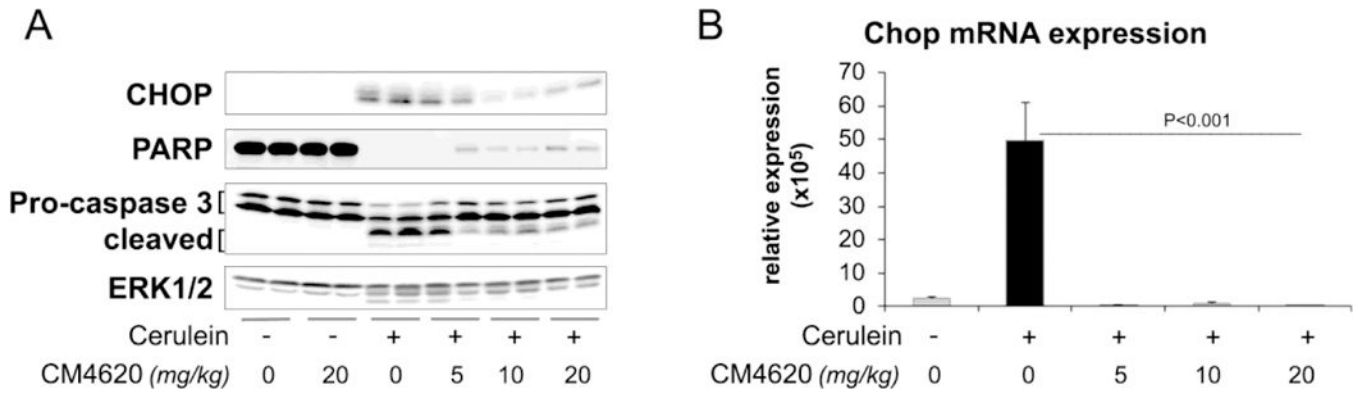 A
CHOP
PARP
Pro-caspase 3
cleaved
ERK1/2
Cerulein - - + + + +
CM4620 (mg/kg) 0 20 0 5 10 20
B
Chop mRNA expression
relative expression
(x10⁵)
70
60
50
40
30
20
10
0
P<0.001
Cerulein - + + + +
CM4620 (mg/kg) 0 0 5 10 20